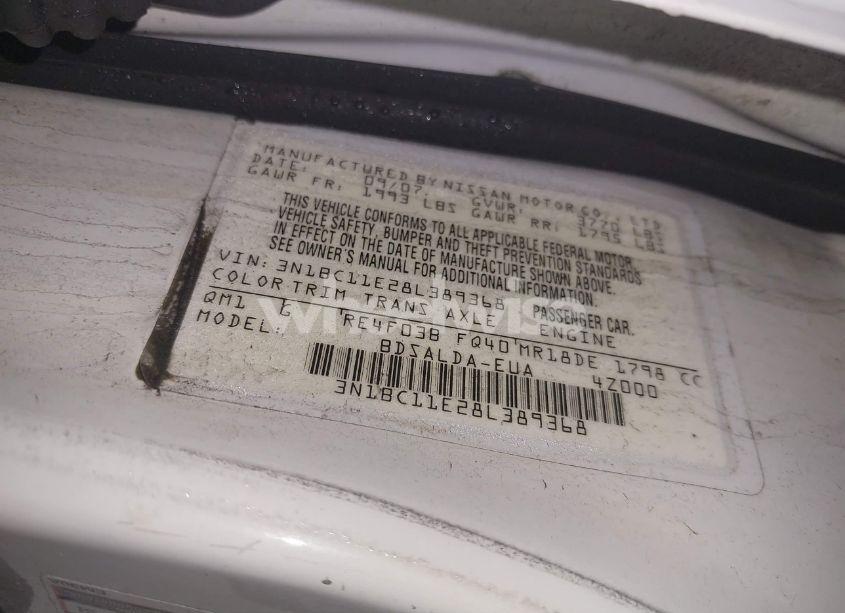 MANUFACTURED BY NISSAN MOTOR CO., LTD
DATE: 09/07 GVWR: 3770 LBS
GAWR FR: 1993 LBS GAWR RR: 1795 LBS
THIS VEHICLE CONFORMS TO ALL APPLICABLE FEDERAL MOTOR
VEHICLE SAFETY, BUMPER AND THEFT PREVENTION STANDARDS
IN EFFECT ON THE DATE OF MANUFACTURE SHOWN ABOVE.
SEE OWNER'S MANUAL FOR ADDITIONAL INFORMATION.
VIN: 3N1BC11E28L389368 PASSENGER CAR.
COLOR TRIM TRANS AXLE ENGINE
QM1 G RE4F03B FQ40 MR18DE 1798 CC
MODEL: BDSALDA-EUA 4Z000
3N1BC11E28L389368